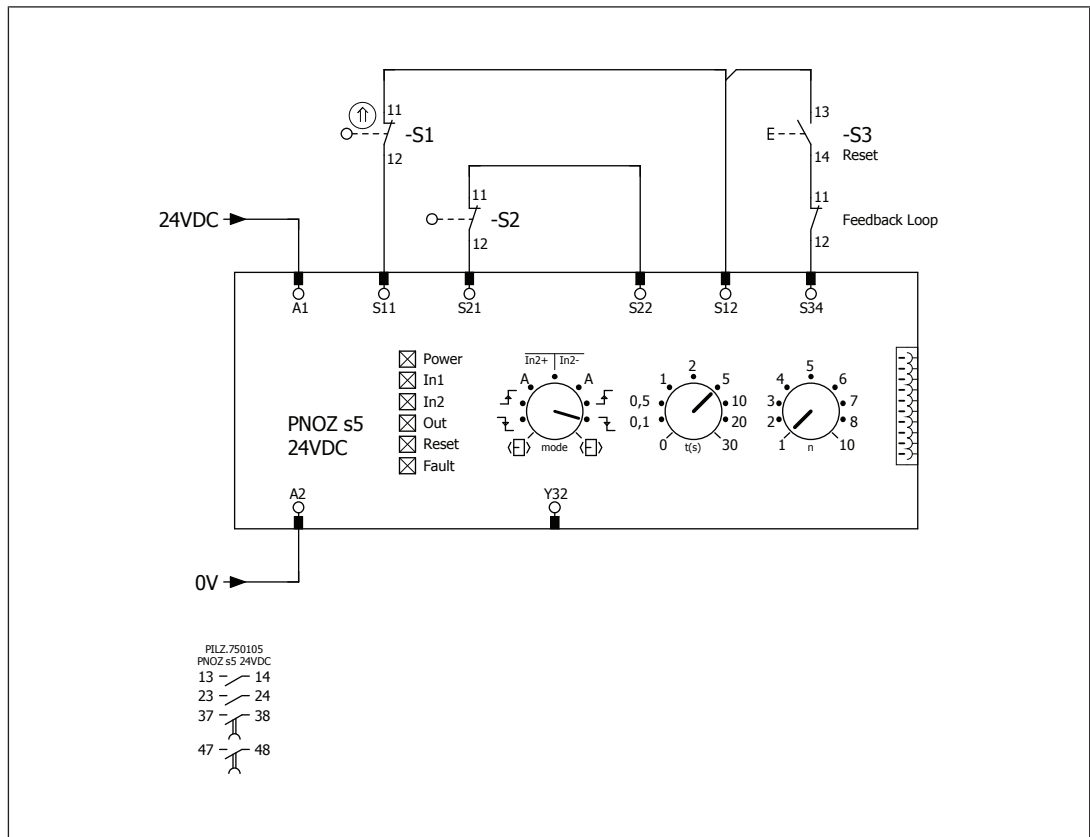 11
-S1
12
13
-S3
14
Reset
11
-S2
12
11
Feedback Loop
12
24VDC
A1
S11
S21
S22
S12
S34
Power
In1
In2
Out
Reset
Fault
PNOZ s5
24VDC
In2+ In2-
A A
mode
2
1 5
0,5 10
0,1 20
0 t(s) 30
5
4 6
3 7
2 8
1 n 10
A2
Y32
0V
PILZ.750105
PNOZ s5 24VDC
13 14
23 24
37 38
47 48